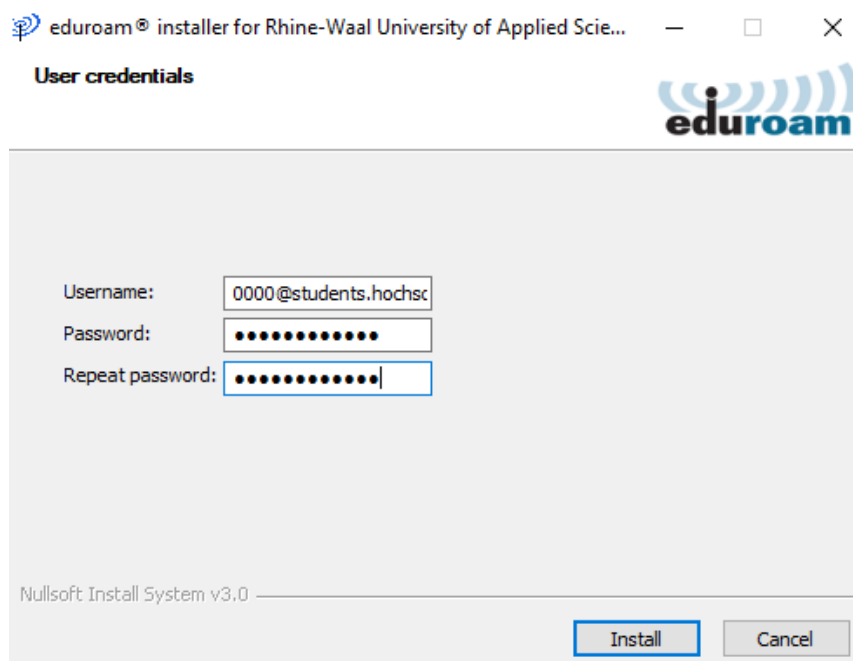 eduroam® installer for Rhine-Waal University of Applied Scie...
User credentials
eduroam
Username: 0000@students.hochsc
Password: ●●●●●●●●●●●●
Repeat password: ●●●●●●●●●●●●
Nullsoft Install System v3.0
Install Cancel